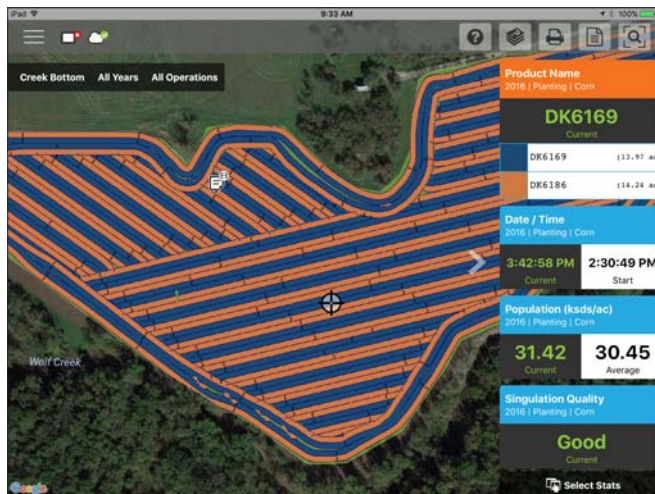 iPad
9:33 AM
100%
Creek Bottom All Years All Operations
Product Name
2016 | Planting | Corn
DK6169
Current
DK6169 (13.97 a
DK6186 (14.24 a
Date / Time
2016 | Planting | Corn
3:42:58 PM 2:30:49 PM
Current Start
Population (ksds/ac)
2016 | Planting | Corn
31.42 30.45
Current Average
Singulation Quality
2016 | Planting | Corn
Good
Current
Wolf Creek
Google
Select Stats